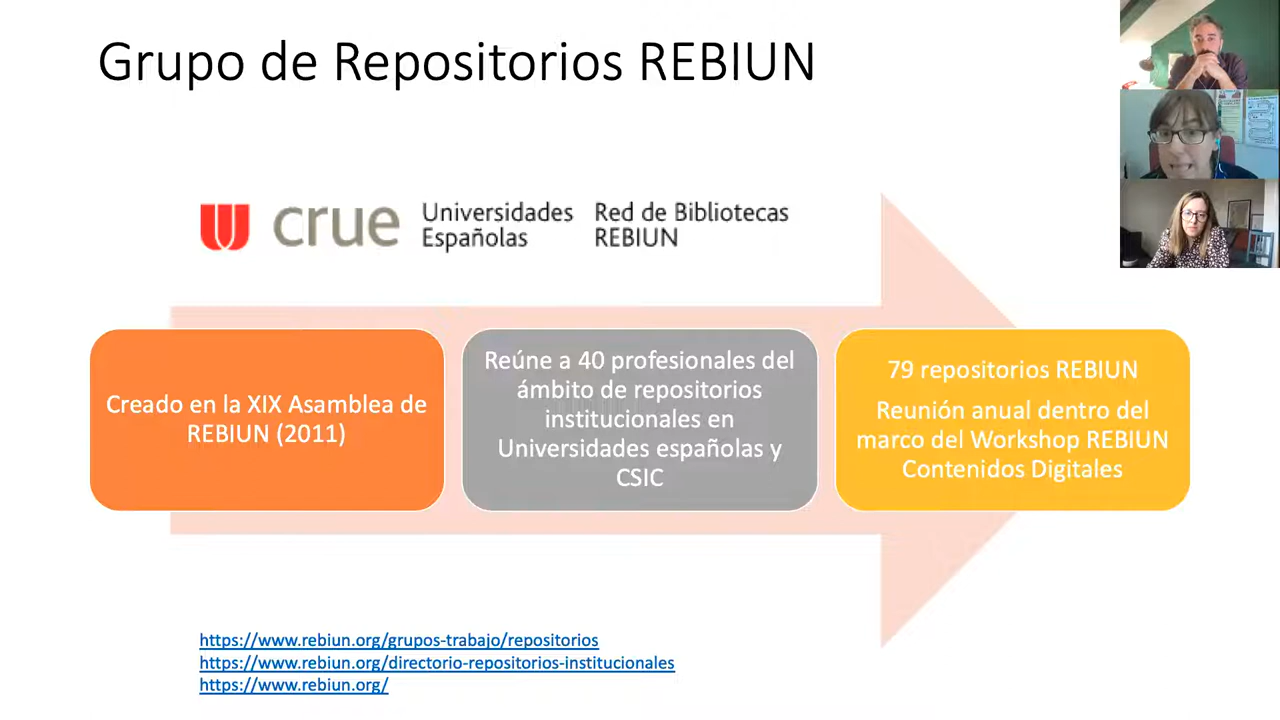 Grupo de Repositorios REBIUN
crue
Universidades
Españolas
Red de Bibliotecas
REBIUN
Creado en la XIX Asamblea de
REBIUN (2011)
Reúne a 40 profesionales del
ámbito de repositorios
institucionales en
Universidades españolas y
CSIC
79 repositorios REBIUN
Reunión anual dentro del
marco del Workshop REBIUN
Contenidos Digitales
https://www.rebiun.org/grupos-trabajo/repositorios
https://www.rebiun.org/directorio-repositorios-institucionales
https://www.rebiun.org/